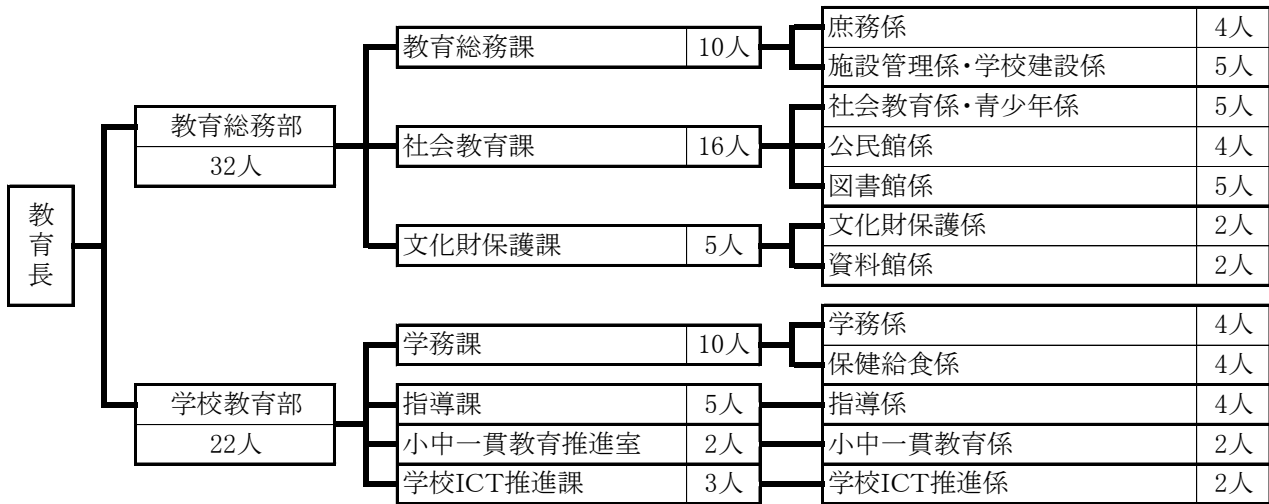 教育長
教育総務部
32人
教育総務課 10人
庶務係 4人
施設管理係・学校建設係 5人
社会教育課 16人
社会教育係・青少年係 5人
公民館係 4人
図書館係 5人
文化財保護課 5人
文化財保護係 2人
資料館係 2人
学校教育部
22人
学務課 10人
学務係 4人
保健給食係 4人
指導課 5人
指導係 4人
小中一貫教育推進室 2人
小中一貫教育係 2人
学校ICT推進課 3人
学校ICT推進係 2人